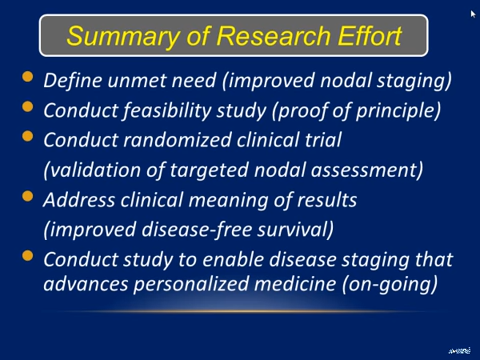 Summary of Research Effort
Define unmet need (improved nodal staging)
Conduct feasibility study (proof of principle)
Conduct randomized clinical trial
(validation of targeted nodal assessment)
Address clinical meaning of results
(improved disease-free survival)
Conduct study to enable disease staging that
advances personalized medicine (on-going)